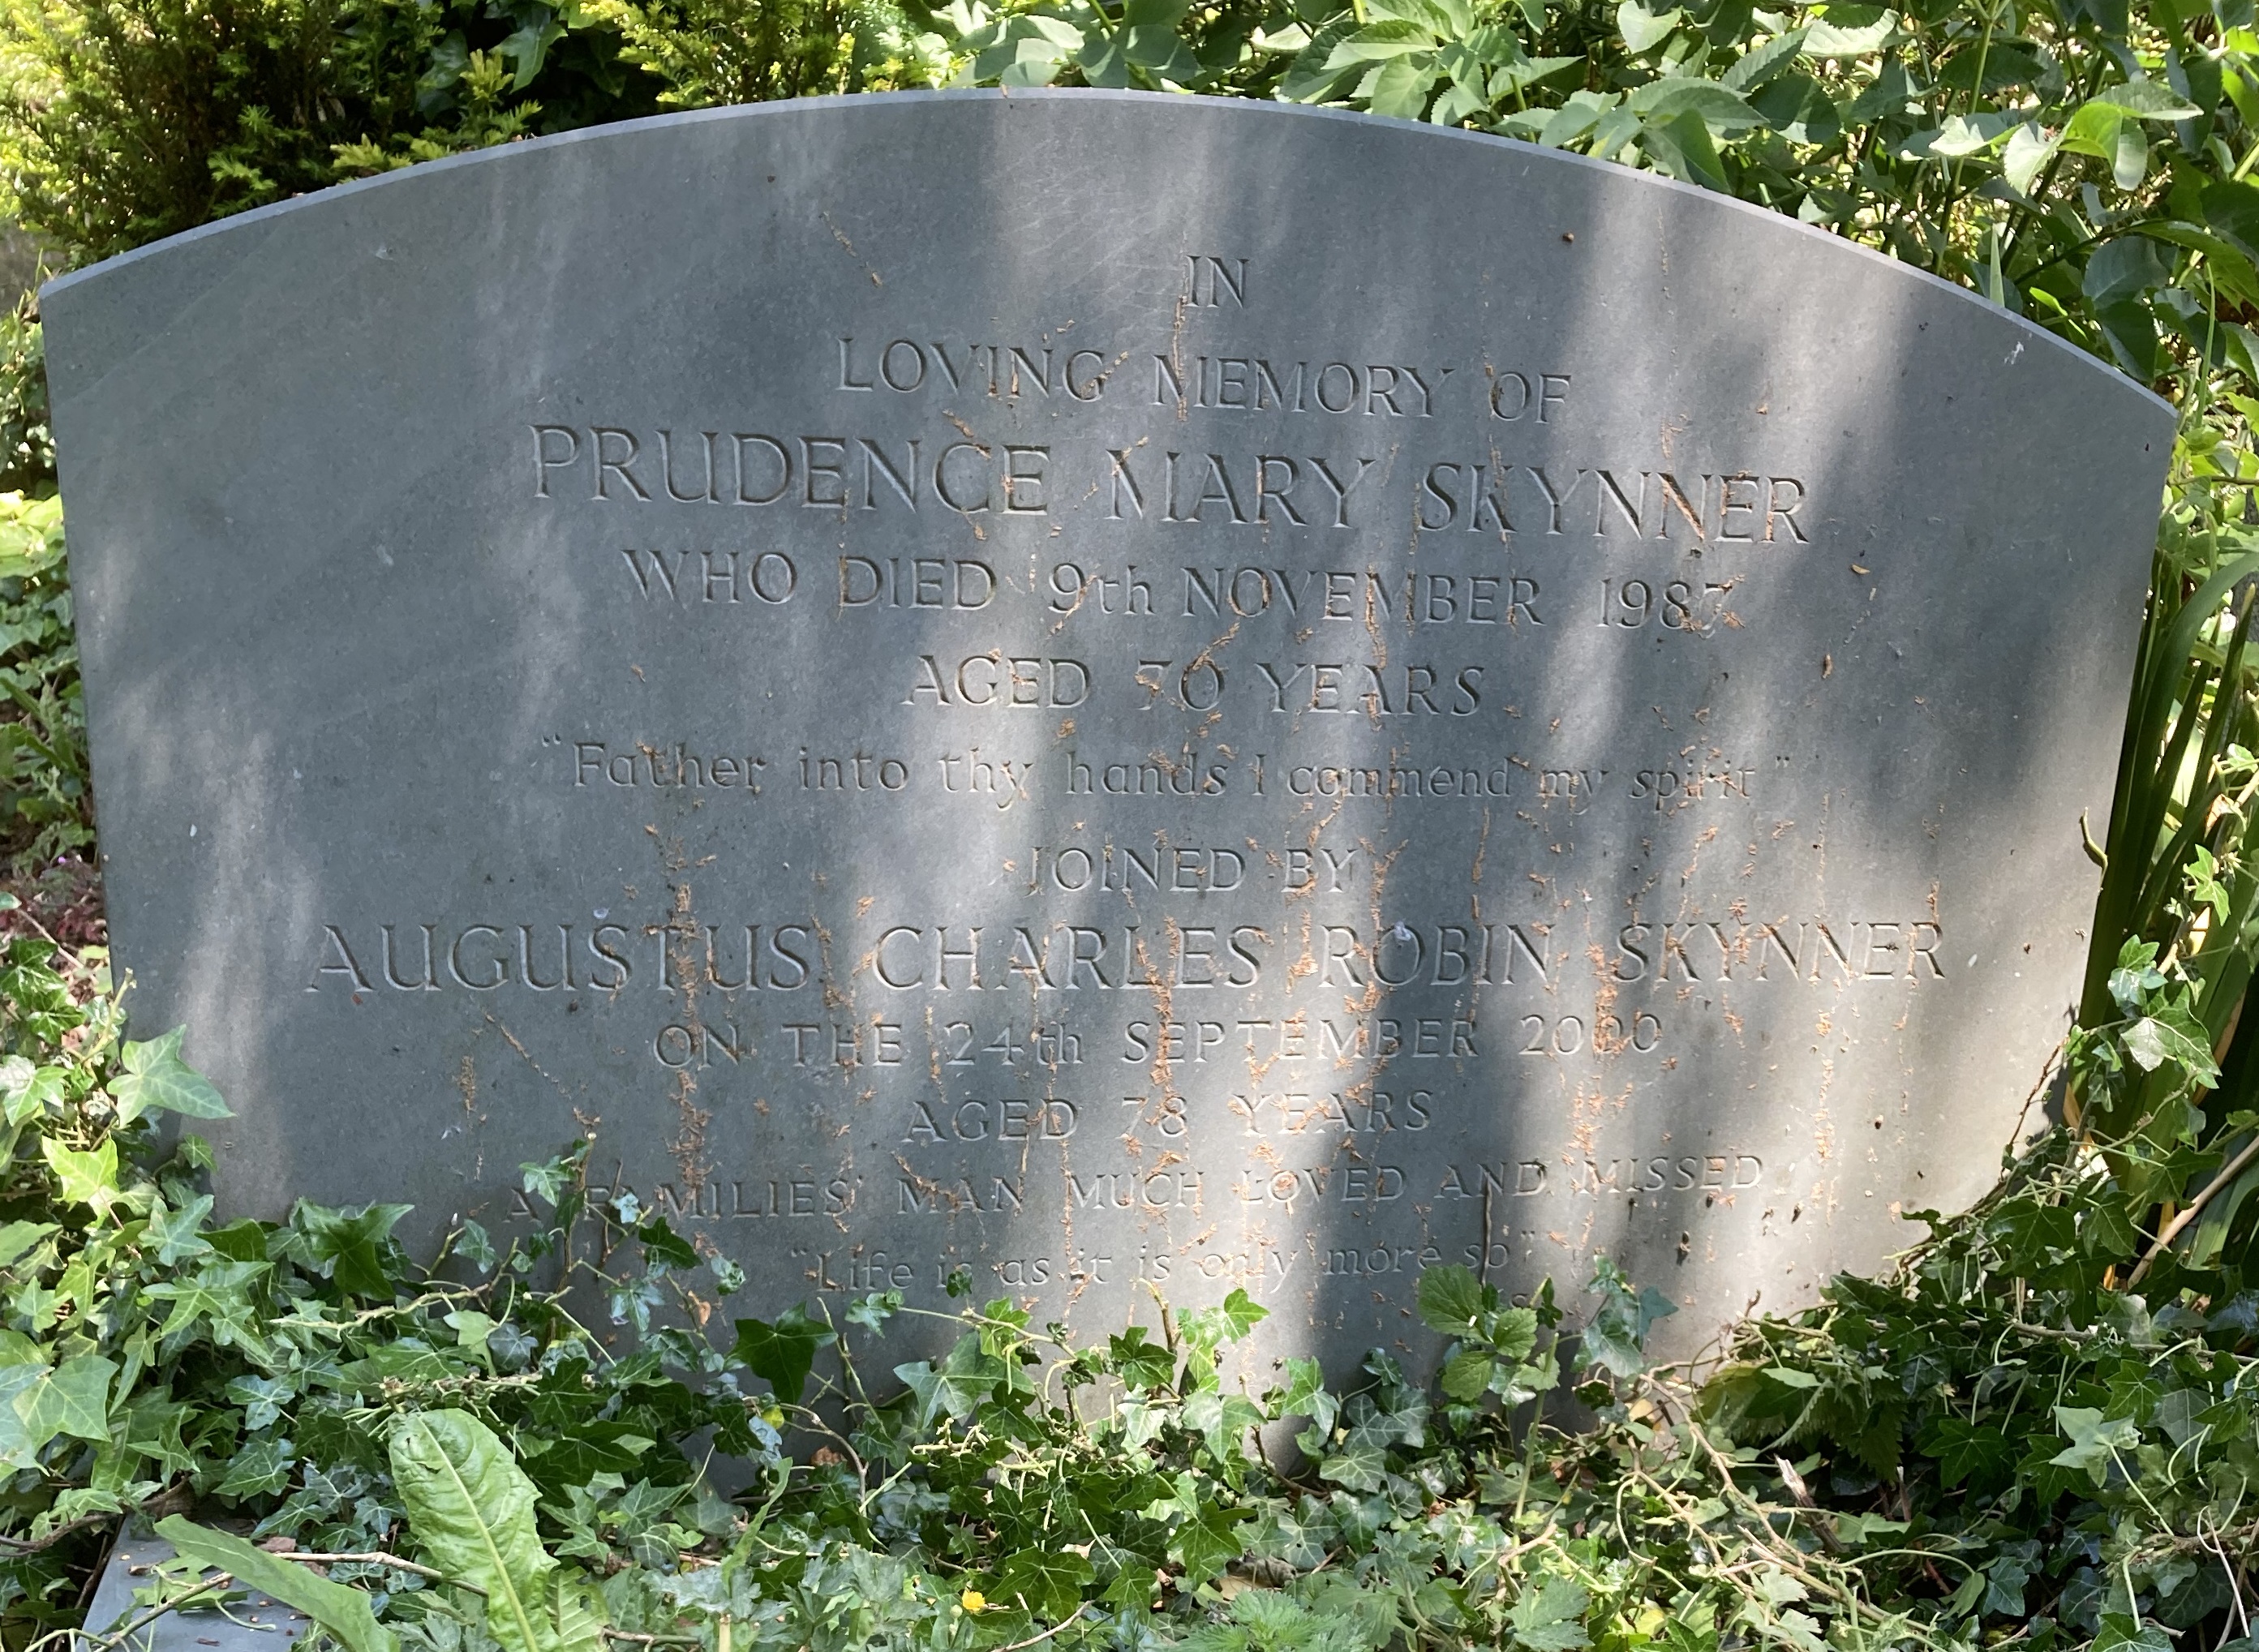 IN
LOVING MEMORY OF
PRUDENCE MARY SKYNNER
WHO DIED 9th NOVEMBER 1987
AGED 70 YEARS
“Father into thy hands I commend my spirit”
JOINED BY
AUGUSTUS CHARLES ROBIN SKYNNER
ON THE 24th SEPTEMBER 2000
AGED 78 YEARS
A FAMILIES' MAN MUCH LOVED AND MISSED
“Life is as it is only more so”